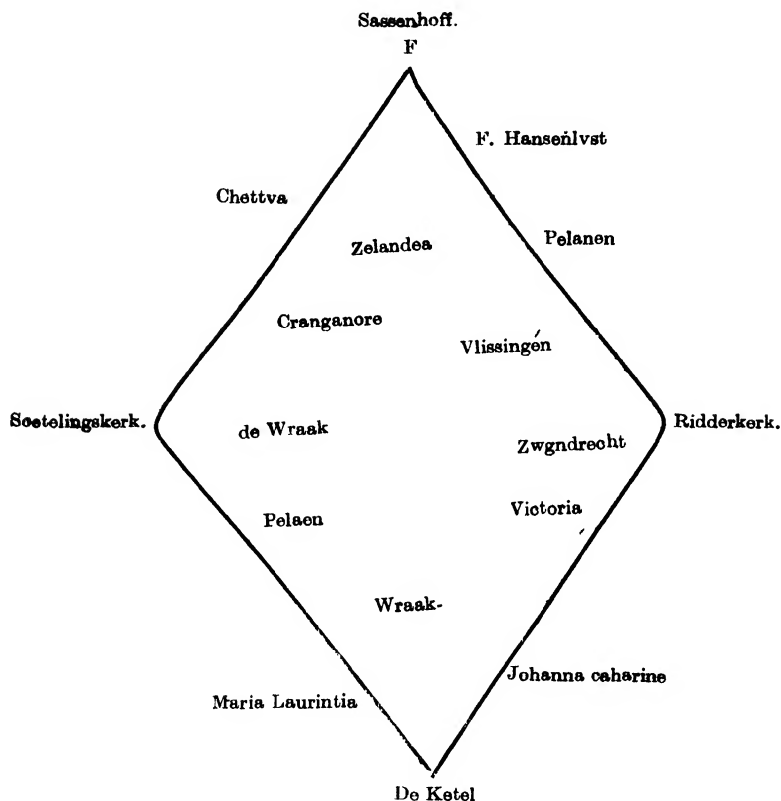 Sassenhoff.
F
F. Hansenlvst
Chettva
Pelanen
Zelandea
Cranganore
Vlissingen
Soetelingskerk.
de Wraak
Zwgndrecht
Ridderkerk.
Pelaen
Victoria
Wraak-
Johanna caharine
Maria Laurintia
De Ketel